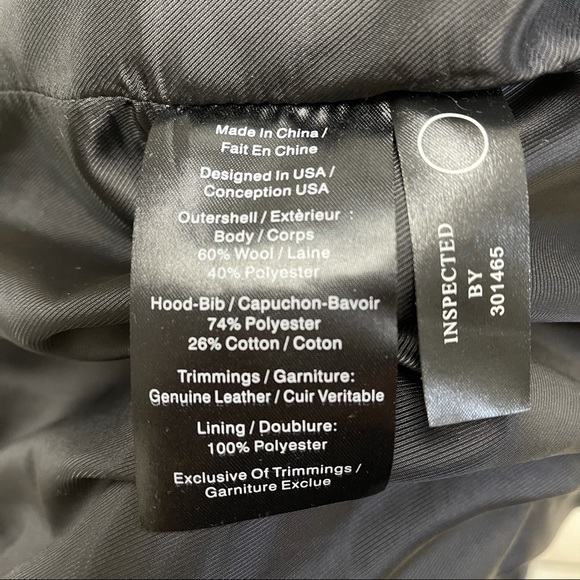 Made In China /
Fait En Chine
Designed In USA /
Conception USA
Outershell / Extèrieur :
Body / Corps
60% Wool / Laine
40% Polyester
Hood-Bib / Capuchon-Bavoir
74% Polyester
26% Cotton / Coton
Trimmings / Garniture:
Genuine Leather / Cuir Veritable
Lining / Doublure:
100% Polyester
Exclusive Of Trimmings /
Garniture Exclue
INSPECTED
BY
301465